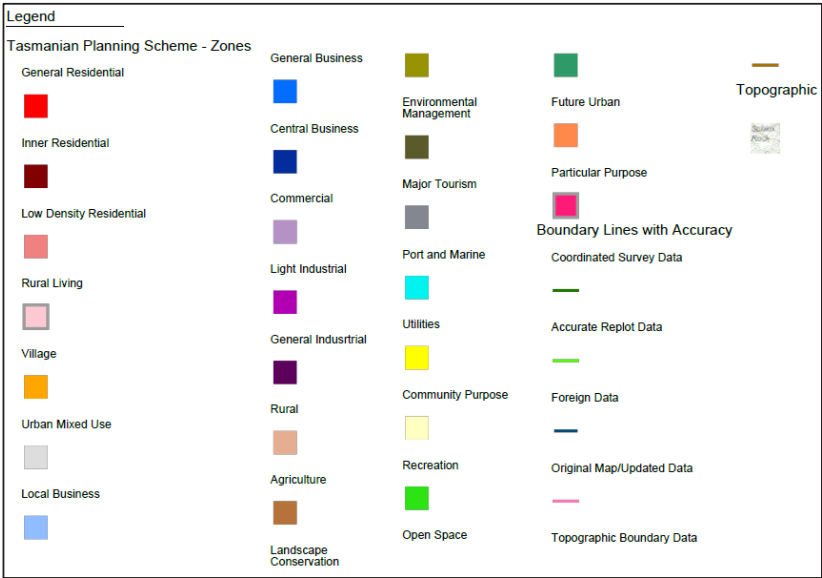 Legend
Tasmanian Planning Scheme - Zones
General Residential
Inner Residential
Low Density Residential
Rural Living
Village
Urban Mixed Use
Local Business
General Business
Central Business
Commercial
Light Industrial
General Indusrtrial
Rural
Agriculture
Landscape
Conservation
Environmental
Management
Major Tourism
Port and Marine
Utilities
Community Purpose
Recreation
Open Space
Future Urban
Particular Purpose
Boundary Lines with Accuracy
Coordinated Survey Data
Accurate Replot Data
Foreign Data
Original Map/Updated Data
Topographic Boundary Data
Topographic